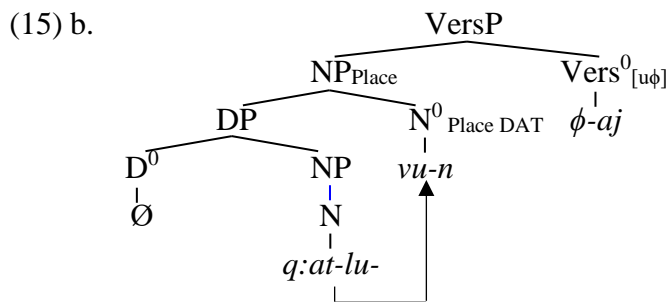 (15) b. VersP
NPPlace Vers⁰[uϕ]
DP N⁰ Place DAT ϕ-aj
D⁰ NP vu-n
Ø N
q:at-lu-